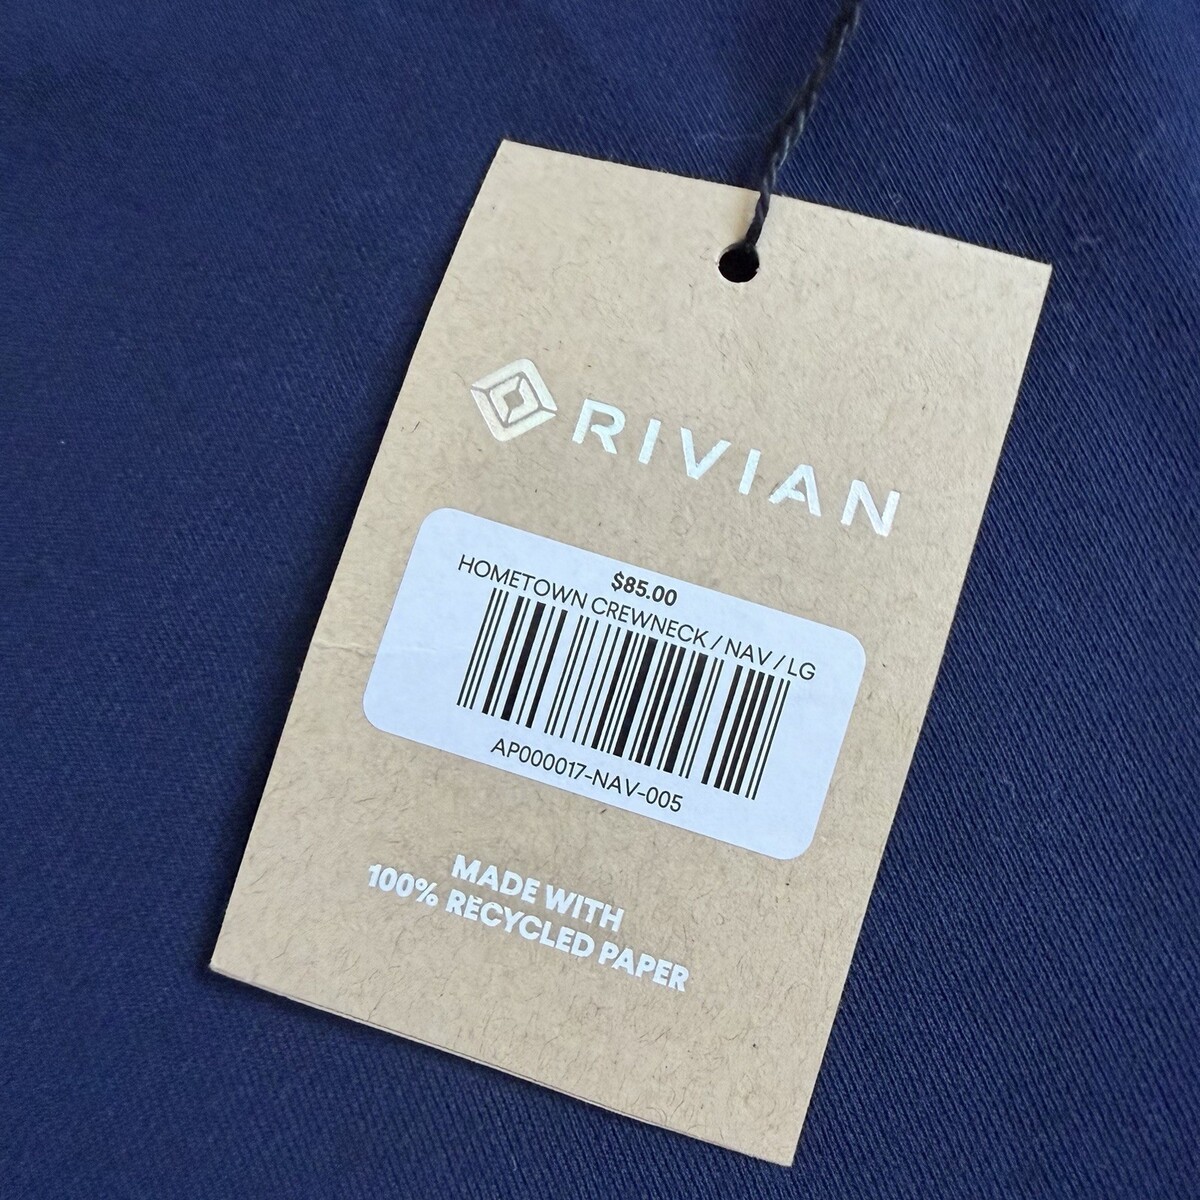 RIVIAN
$85.00
HOMETOWN CREWNECK / NAV / LG
AP000017-NAV-005
MADE WITH
100% RECYCLED PAPER